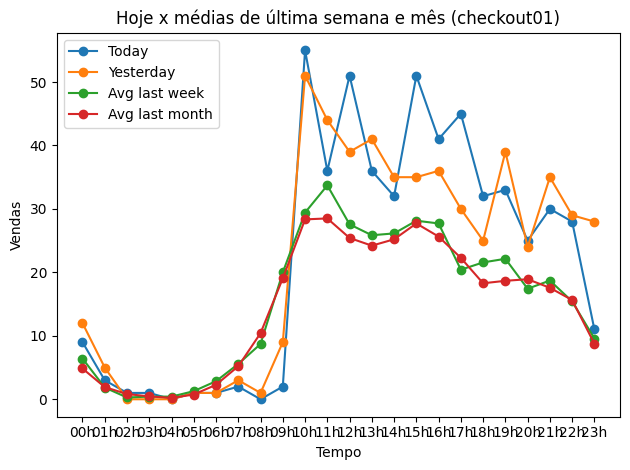 Hoje x médias de última semana e mês (checkout01)
Today
Yesterday
Avg last week
Avg last month
Vendas
50
40
30
20
10
0
00h 01h 02h 03h 04h 05h 06h 07h 08h 09h 10h 11h 12h 13h 14h 15h 16h 17h 18h 19h 20h 21h 22h 23h
Tempo